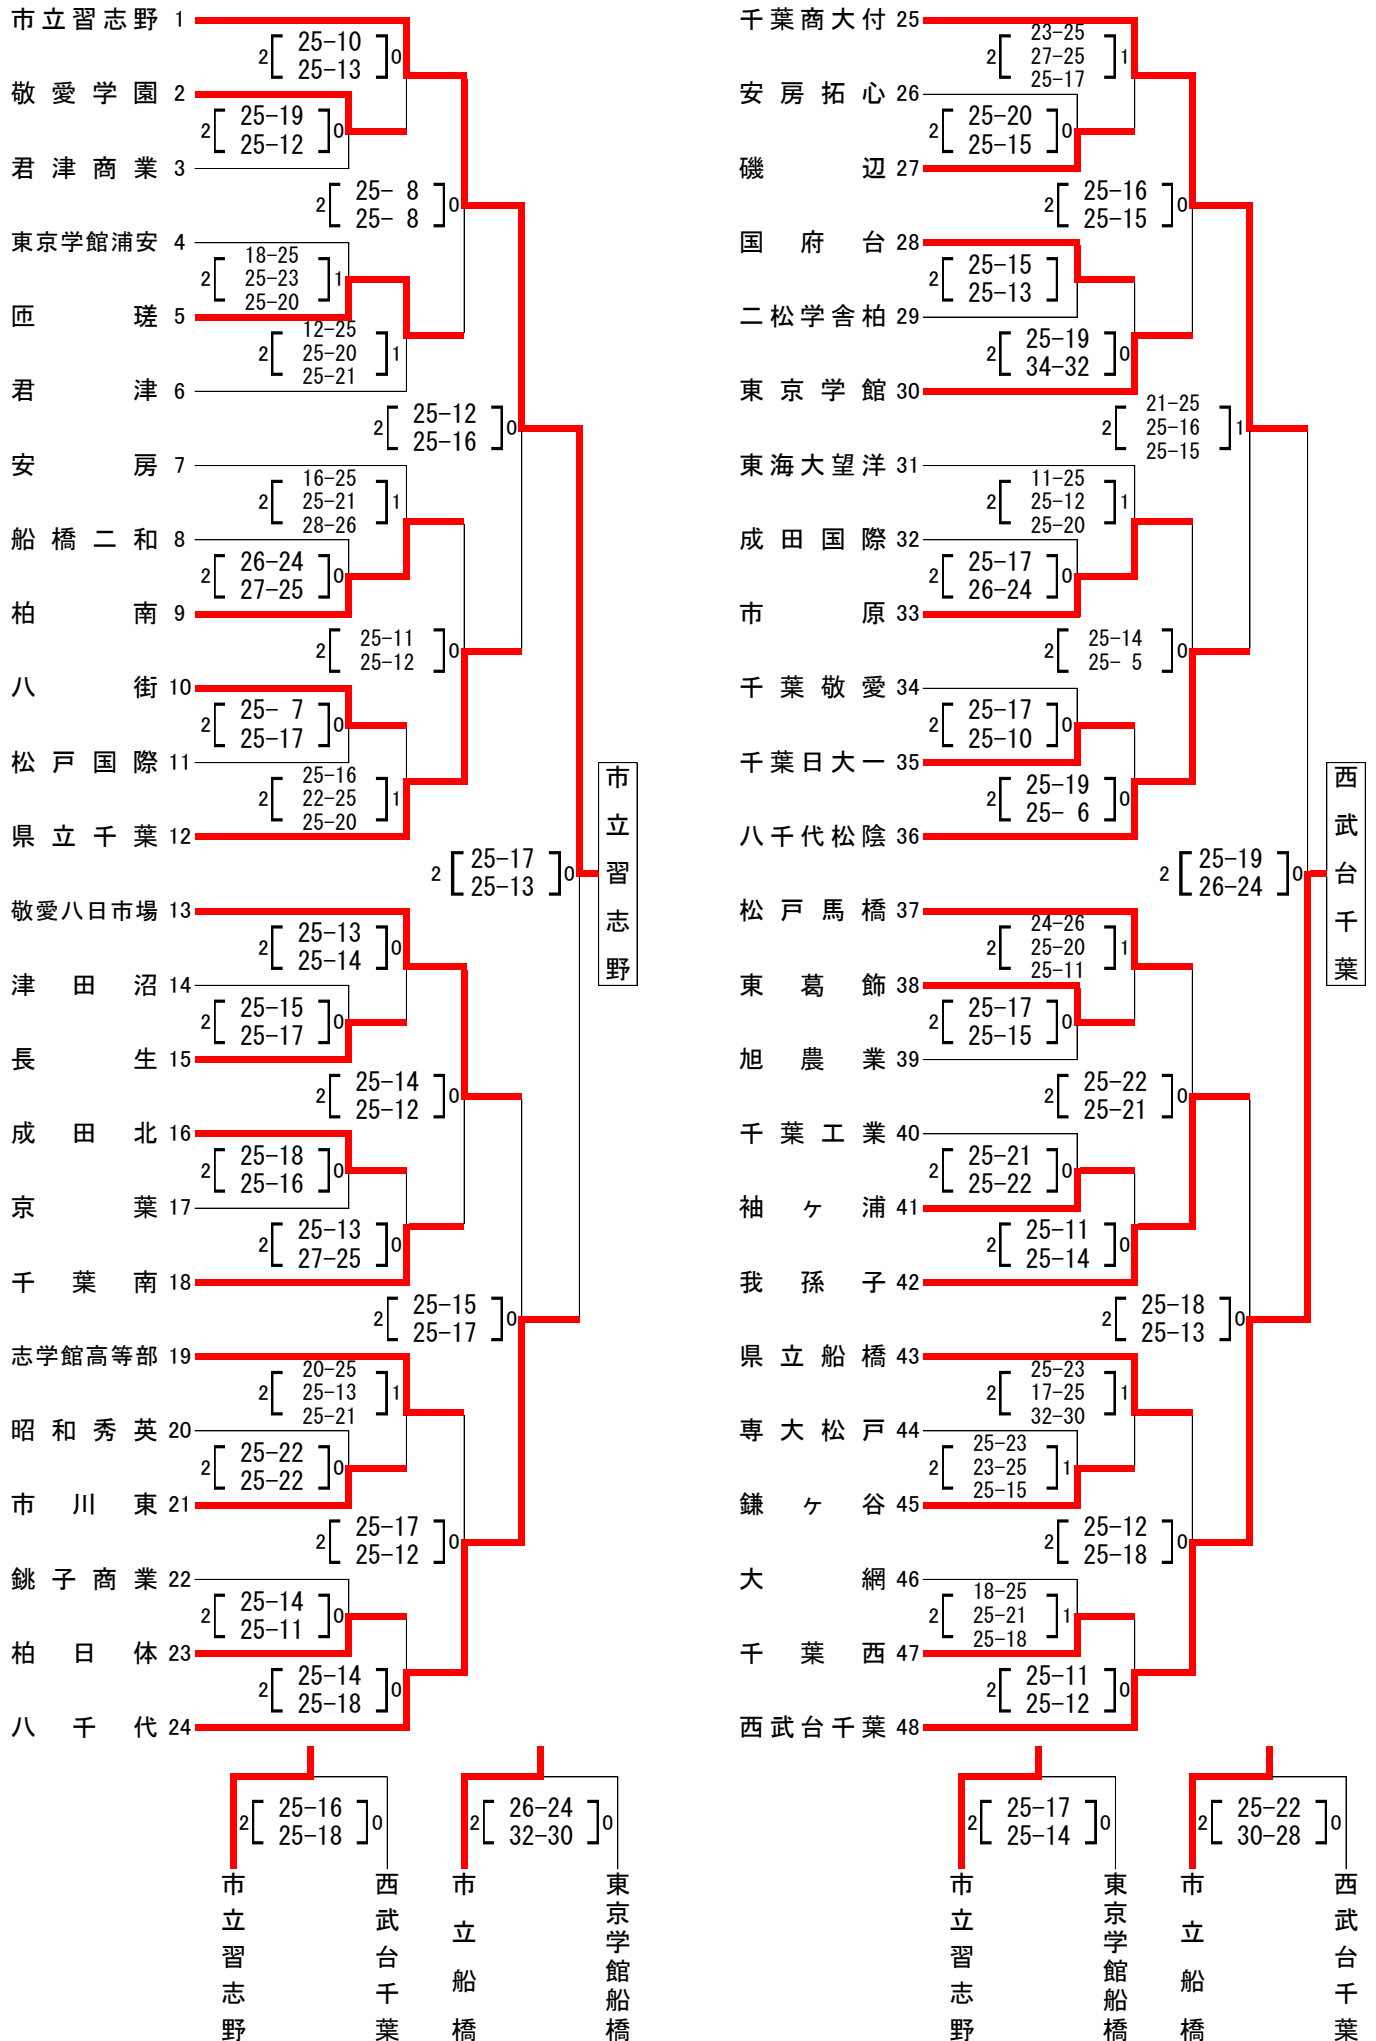 市立習志野 1
2 25-10 0
25-13
敬愛学園 2
2 25-19 0
25-12
君津商業 3
2 25- 8 0
25- 8
東京学館浦安 4
18-25
2 25-23 1
25-20
匝瑳 5
12-25
2 25-20 1
25-21
君津 6
2 25-12 0
25-16
安房 7
16-25
2 25-21 1
28-26
船橋二和 8
2 26-24 0
27-25
柏南 9
2 25-11 0
25-12
八街 10
2 25- 7 0
25-17
松戸国際 11
25-16
2 22-25 1
25-20
県立千葉 12
2 25-17 0
25-13
市立習志野
敬愛八日市場 13
2 25-13 0
25-14
津田沼 14
2 25-15 0
25-17
長生 15
2 25-14 0
25-12
成田北 16
2 25-18 0
25-16
京葉 17
2 25-13 0
27-25
千葉南 18
2 25-15 0
25-17
志学館高等部 19
20-25
2 25-13 1
25-21
昭和秀英 20
2 25-22 0
25-22
市川東 21
2 25-17 0
25-12
銚子商業 22
2 25-14 0
25-11
柏日体 23
2 25-14 0
25-18
八千代 24
千葉商大付 25
23-25
2 27-25 1
25-17
安房拓心 26
2 25-20 0
25-15
磯辺 27
2 25-16 0
25-15
国府台 28
2 25-15
25-13
二松学舎柏 29
2 25-19 0
34-32
東京学館 30
21-25
2 25-16 1
25-15
東海大望洋 31
11-25
2 25-12 1
25-20
成田国際 32
2 25-17 0
26-24
市原 33
2 25-14 0
25- 5
千葉敬愛 34
2 25-17 0
25-10
千葉日大一 35
2 25-19 0
25- 6
八千代松陰 36
2 25-19 0
26-24
西武台千葉
松戸馬橋 37
24-26
2 25-20 1
25-11
東葛飾 38
2 25-17 0
25-15
旭農業 39
2 25-22 0
25-21
千葉工業 40
2 25-21 0
25-22
袖ヶ浦 41
2 25-11 0
25-14
我孫子 42
2 25-18 0
25-13
県立船橋 43
25-23
2 17-25 1
32-30
専大松戸 44
25-23
2 23-25 1
25-15
鎌ヶ谷 45
2 25-12 0
25-18
大網 46
18-25
2 25-21 1
25-18
千葉西 47
2 25-11 0
25-12
西武台千葉 48
2 25-16 0
25-18
市立習志野
西武台千葉
2 26-24 0
32-30
市立船橋
東京学館船橋
2 25-17 0
25-14
市立習志野
東京学館船橋
2 25-22 0
30-28
市立船橋
西武台千葉